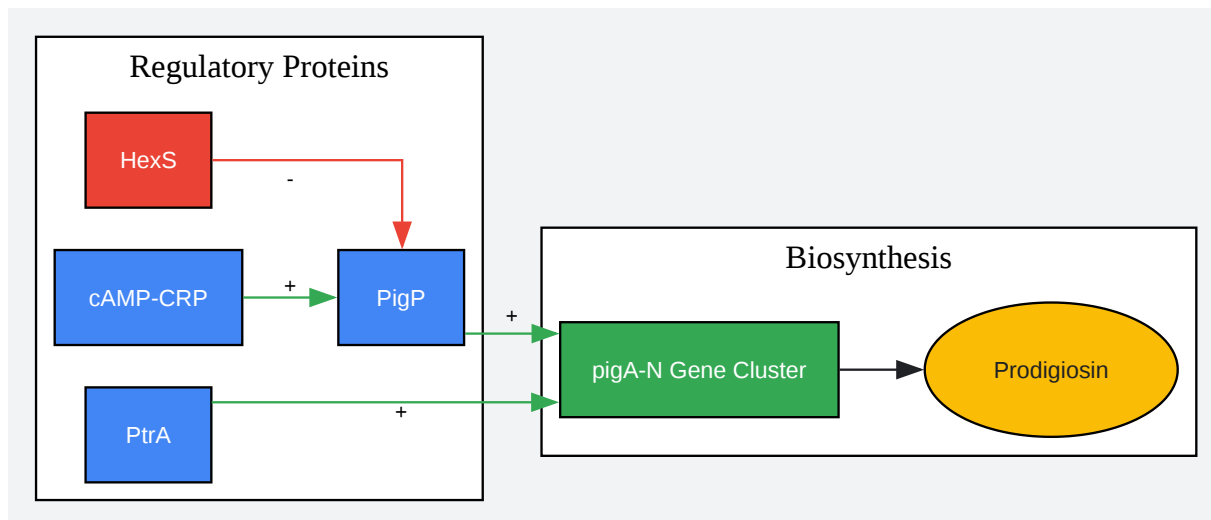 Regulatory Proteins
HexS
-
cAMP-CRP
+
PigP
+
PtrA
+
Biosynthesis
pigA-N Gene Cluster
Prodigiosin